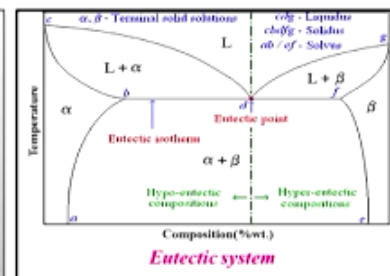 c
α, β - Terminal solid solutions
cdg - Liquidus
cbdfg - Solidus
ab / ef - Solvus
g
L
L + α
L + β
b
d
f
α
β
Eutectic point
Eutectic isotherm
α + β
Hypo-eutectic
compositions
Hyper-eutectic
compositions
a
e
Temperature
Composition(%wt.)
Eutectic system